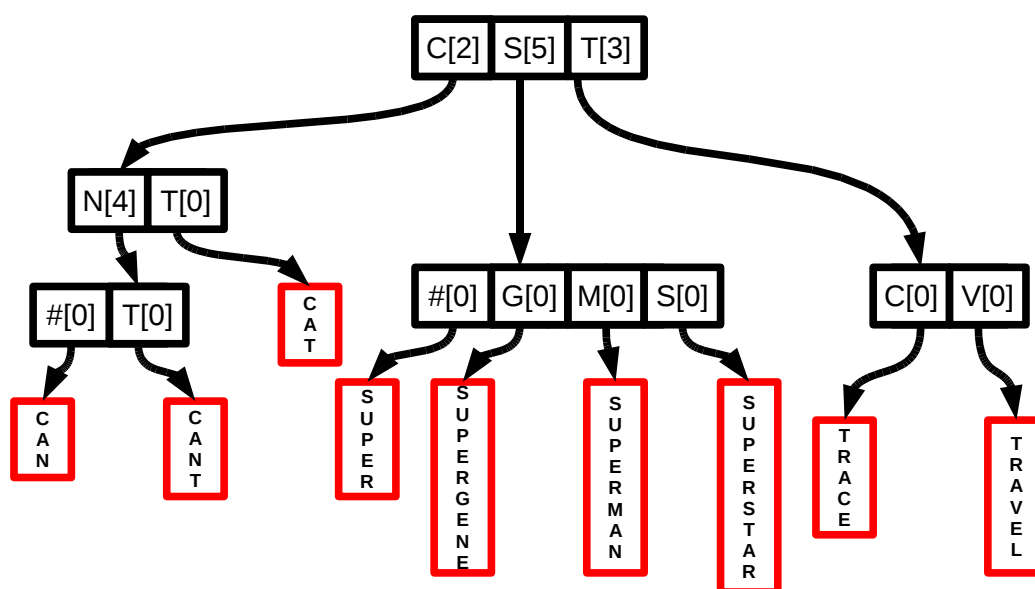 C[2] S[5] T[3]
N[4] T[0]
#[0] T[0]
CAT
#[0] G[0] M[0] S[0]
C[0] V[0]
CAN
CANT
SUPER
SUPERGENE
SUPERMAN
SUPERSTAR
TRACE
TRAVEL